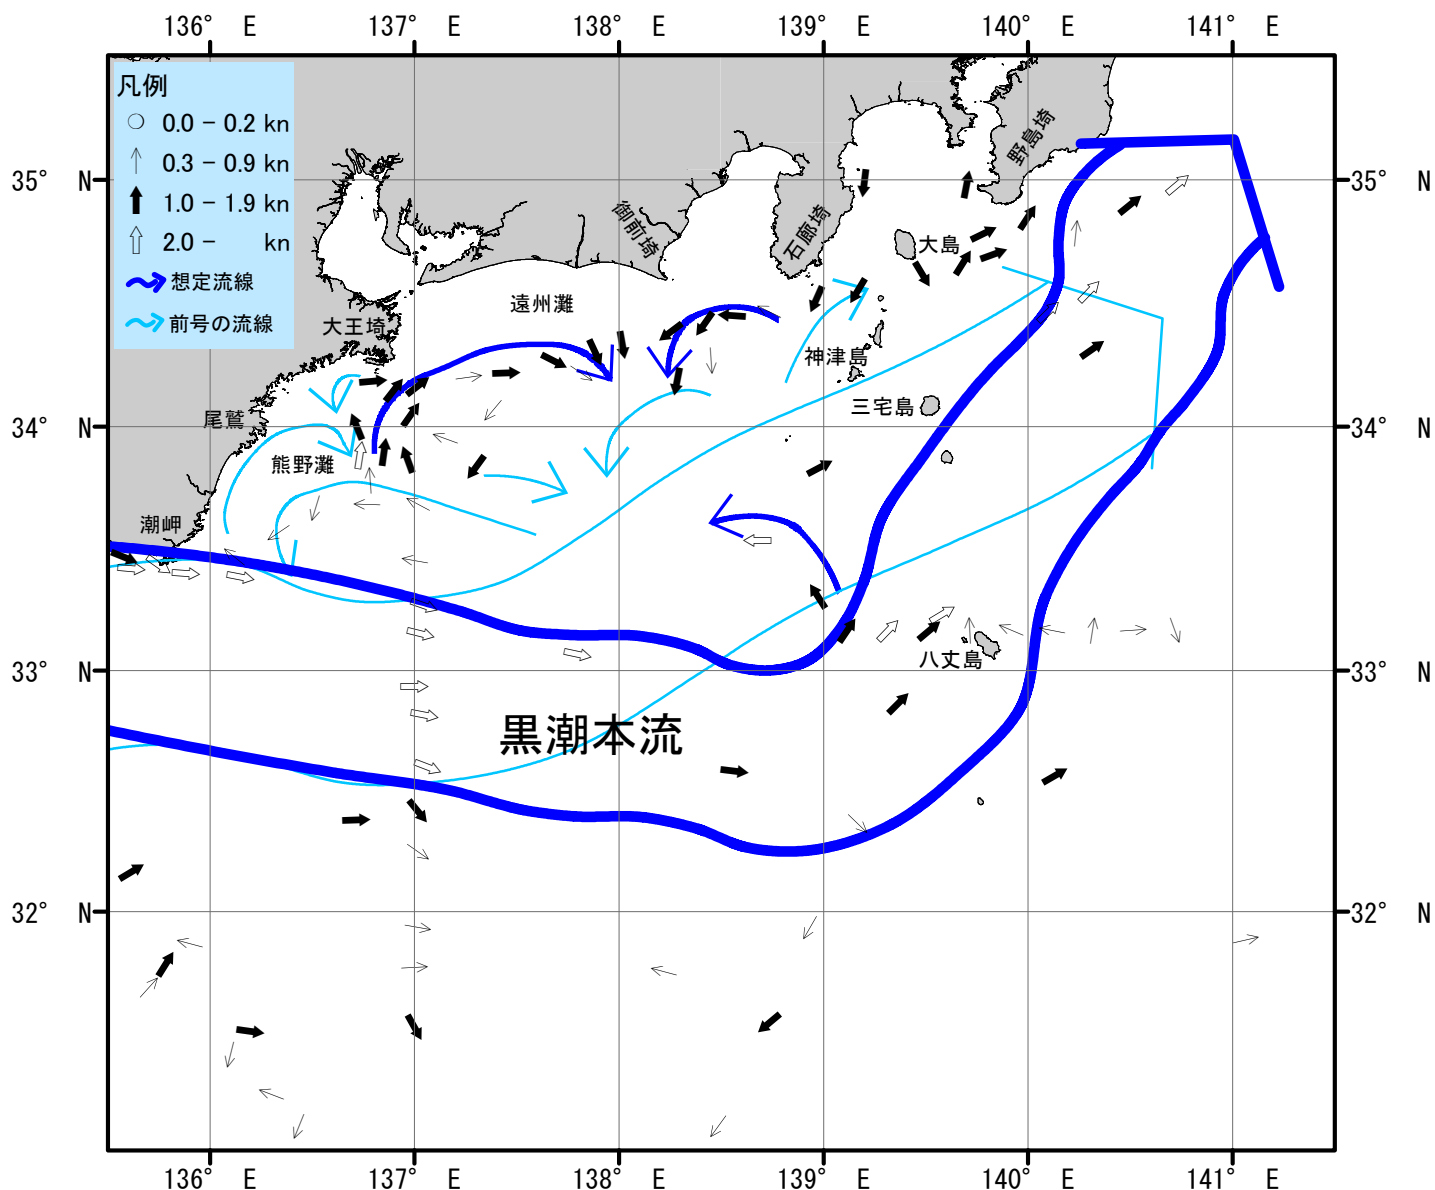 136° E 137° E 138° E 139° E 140° E 141° E
凡例
0.0 - 0.2 kn
0.3 - 0.9 kn
1.0 - 1.9 kn
2.0 - kn
想定流線
前号の流線
野島埼
35° N
35° N
御前埼
石廊埼
大島
遠州灘
大王埼
神津島
三宅島
尾鷲
34° N
34° N
熊野灘
潮岬
八丈島
33° N
33° N
黒潮本流
32° N
32° N
136° E 137° E 138° E 139° E 140° E 141° E